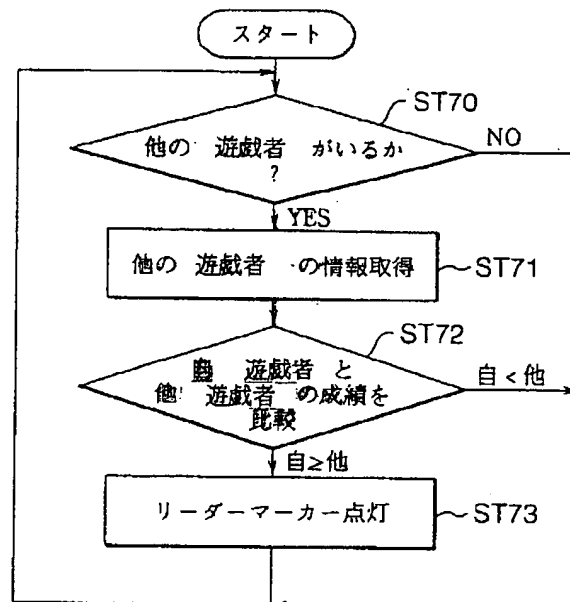 スタート
ST70
他の 遊戯者 がいるか
?
NO
YES
他の 遊戯者 の情報取得
ST71
ST72
自 遊戯者 と
他 遊戯者 の成績を
比較
自<他
自≥他
リーダーマーカー点灯
ST73